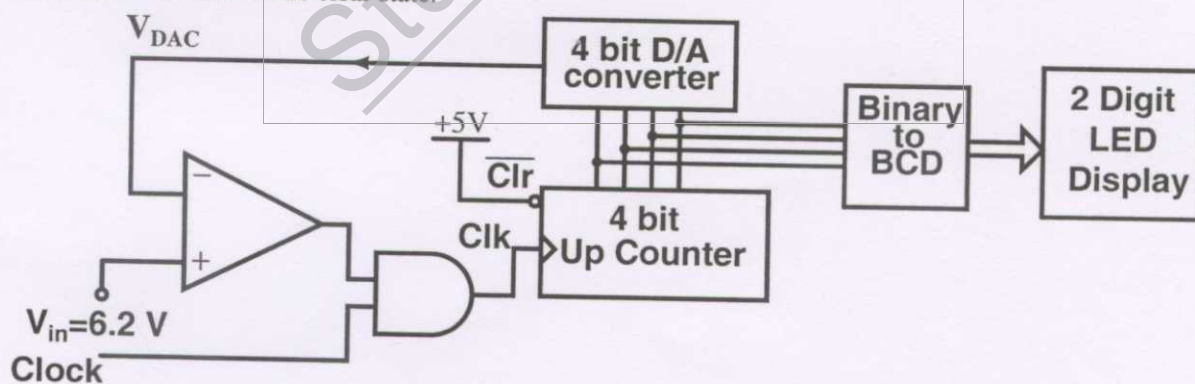 V_DAC
4 bit D/A
converter
+5V
Clr
Clk
4 bit
Up Counter
Binary
to
BCD
2 Digit
LED
Display
−
+
V_in=6.2 V
Clock